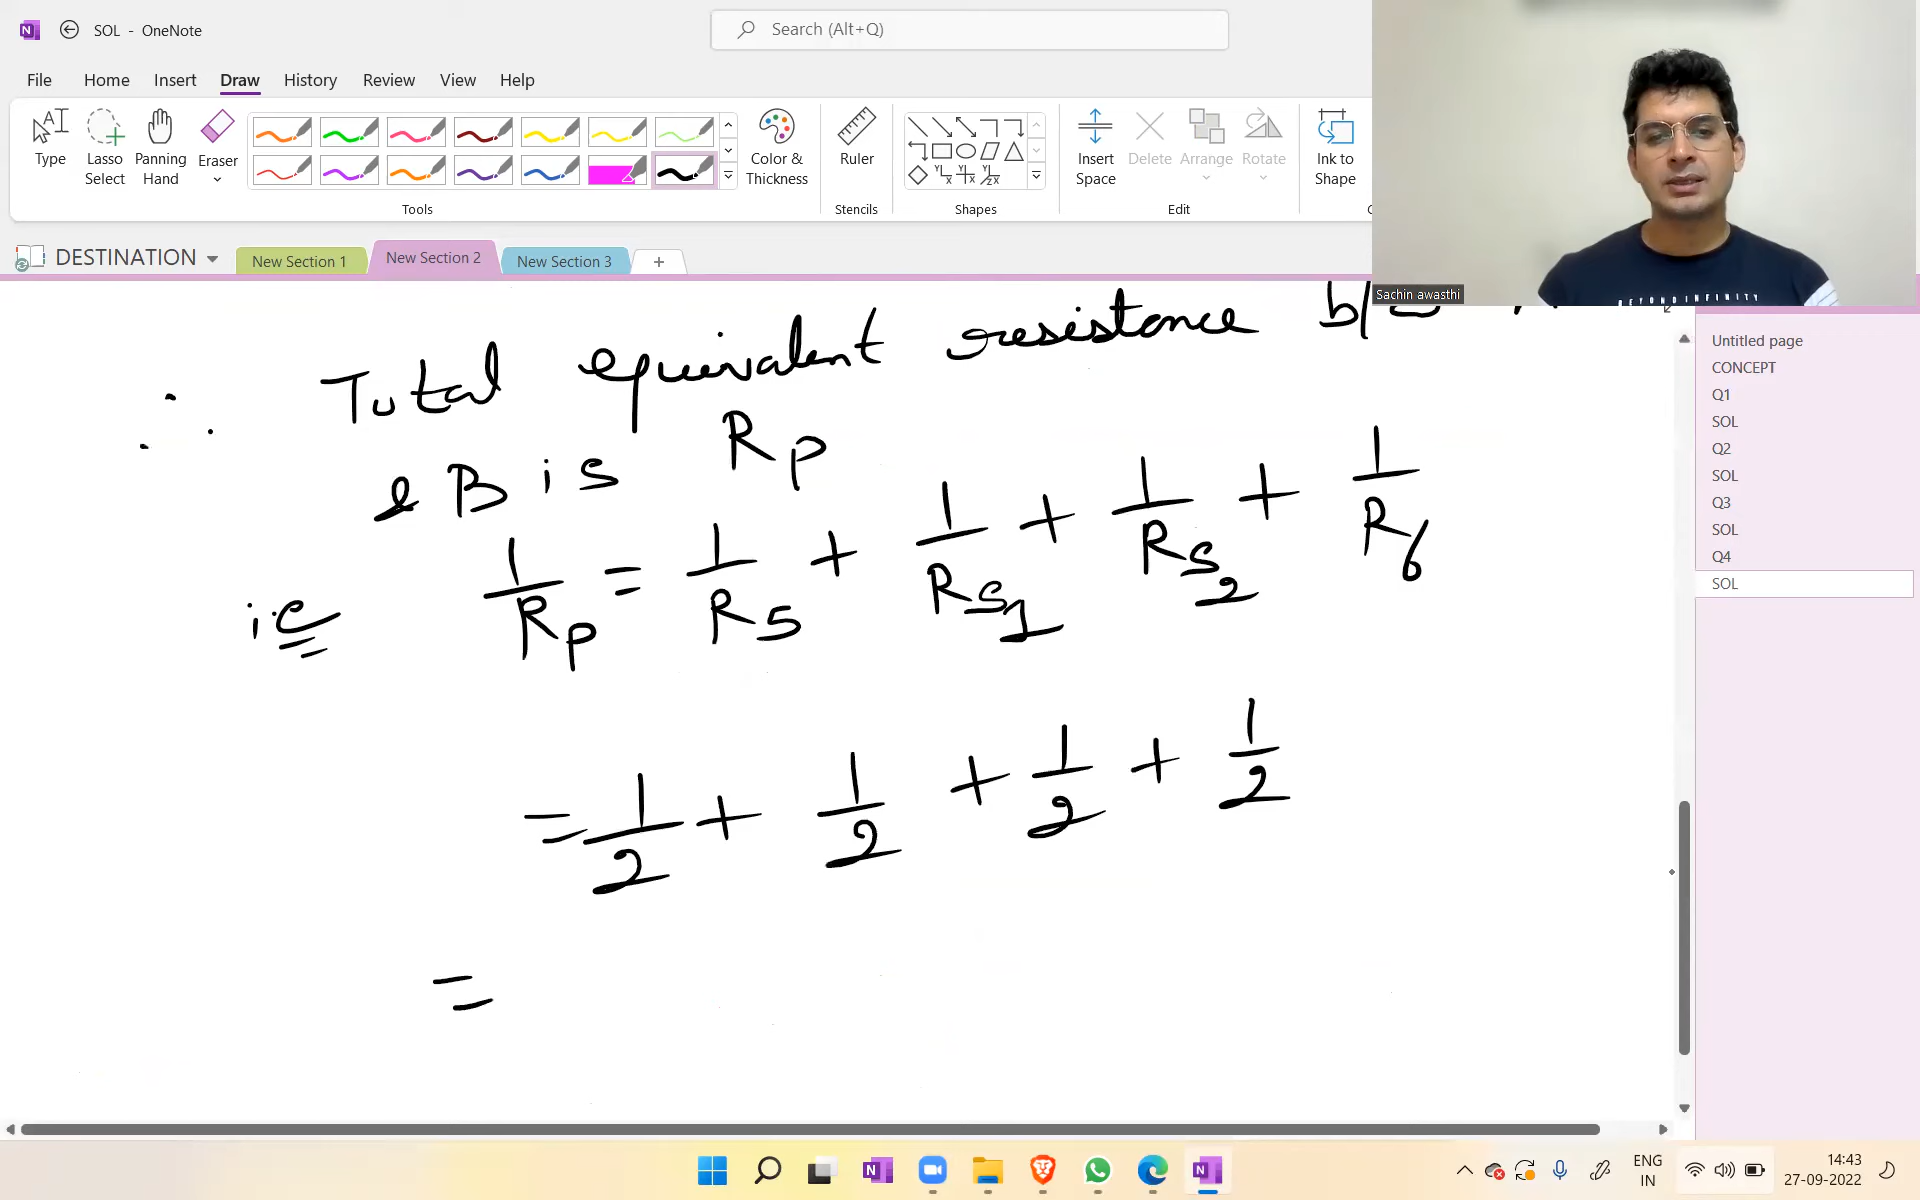 SOL - OneNote
Search (Alt+Q)
File Home Insert Draw History Review View Help
Type
Lasso Select
Panning Hand
Eraser
Color & Thickness
Ruler
Insert Space
Delete
Arrange
Rotate
Ink to Shape
Tools
Stencils
Shapes
Edit
DESTINATION
New Section 1
New Section 2
New Section 3
Sachin awasthi
BEYOND INFINITY
Untitled page
CONCEPT
Q1
SOL
Q2
SOL
Q3
SOL
Q4
SOL
∴ Total equivalent resistance b/w
& B is Rp
ie 1/Rp = 1/R5 + 1/RS1 + 1/RS2 + 1/R6
= 1/2 + 1/2 + 1/2 + 1/2
=
ENG IN
14:43
27-09-2022